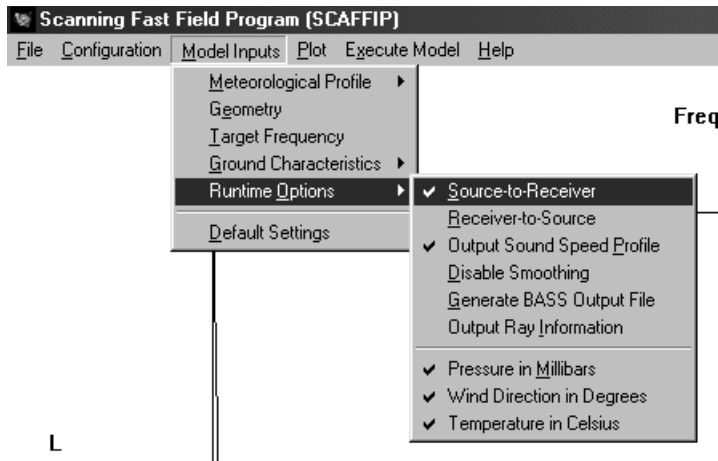 Scanning Fast Field Program (SCAFFIP)
File Configuration Model Inputs Plot Execute Model Help
Meteorological Profile
Geometry
Target Frequency
Ground Characteristics
Runtime Options
Default Settings
Freq
Source-to-Receiver
Receiver-to-Source
Output Sound Speed Profile
Disable Smoothing
Generate BASS Output File
Output Ray Information
Pressure in Millibars
Wind Direction in Degrees
Temperature in Celsius
L